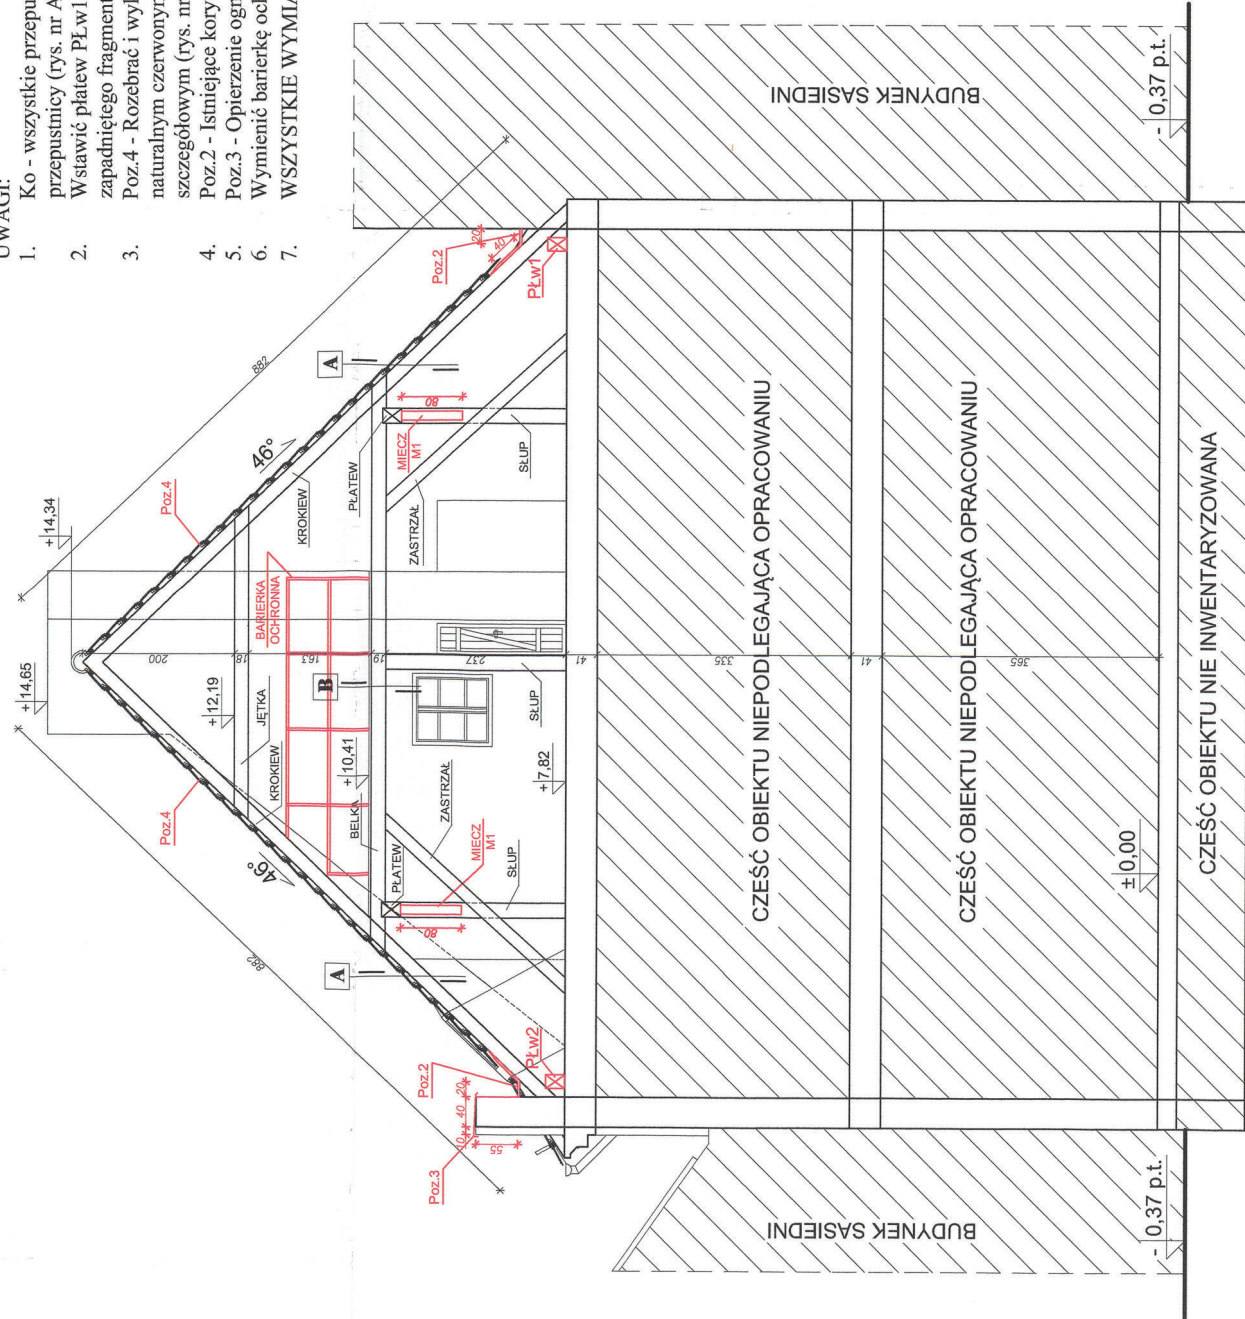 UWAGI:
1. Ko - wszystkie przepu
przepustnicy (rys. nr A
2. Wstawić płatew PŁw1
zapadniętego fragment
3. Poz.4 - Rozebrać i wyk
naturalnym czerwonym
szczegółowym (rys. nr
4. Poz.2 - Istniejące kory
5. Poz.3 - Opierzenie ogn
6. Wymienić barierkę och
7. WSZYSTKIE WYMIA
+14,65
+14,34
882
882
Poz.4
Poz.4
46°
46°
200
+12,19
18
JĘTKA
KROKIEW
KROKIEW
BARIERKA
OCHRONNA
163
A
A
B
+10,41
19
BELKA
PŁATEW
PŁATEW
ZASTRZAŁ
ZASTRZAŁ
MIECZ
M1
MIECZ
M1
80
80
SŁUP
SŁUP
SŁUP
237
+7,82
Poz.2
20
40
PŁw1
Poz.2
20
40
10
55
Poz.3
PŁw2
41
335
CZEŚĆ OBIEKTU NIEPODLEGAJĄCA OPRACOWANIU
41
365
CZEŚĆ OBIEKTU NIEPODLEGAJĄCA OPRACOWANIU
±0,00
CZEŚĆ OBIEKTU NIE INWENTARYZOWANA
BUDYNEK SASIEDNI
BUDYNEK SASIEDNI
- 0,37 p.t.
- 0,37 p.t.